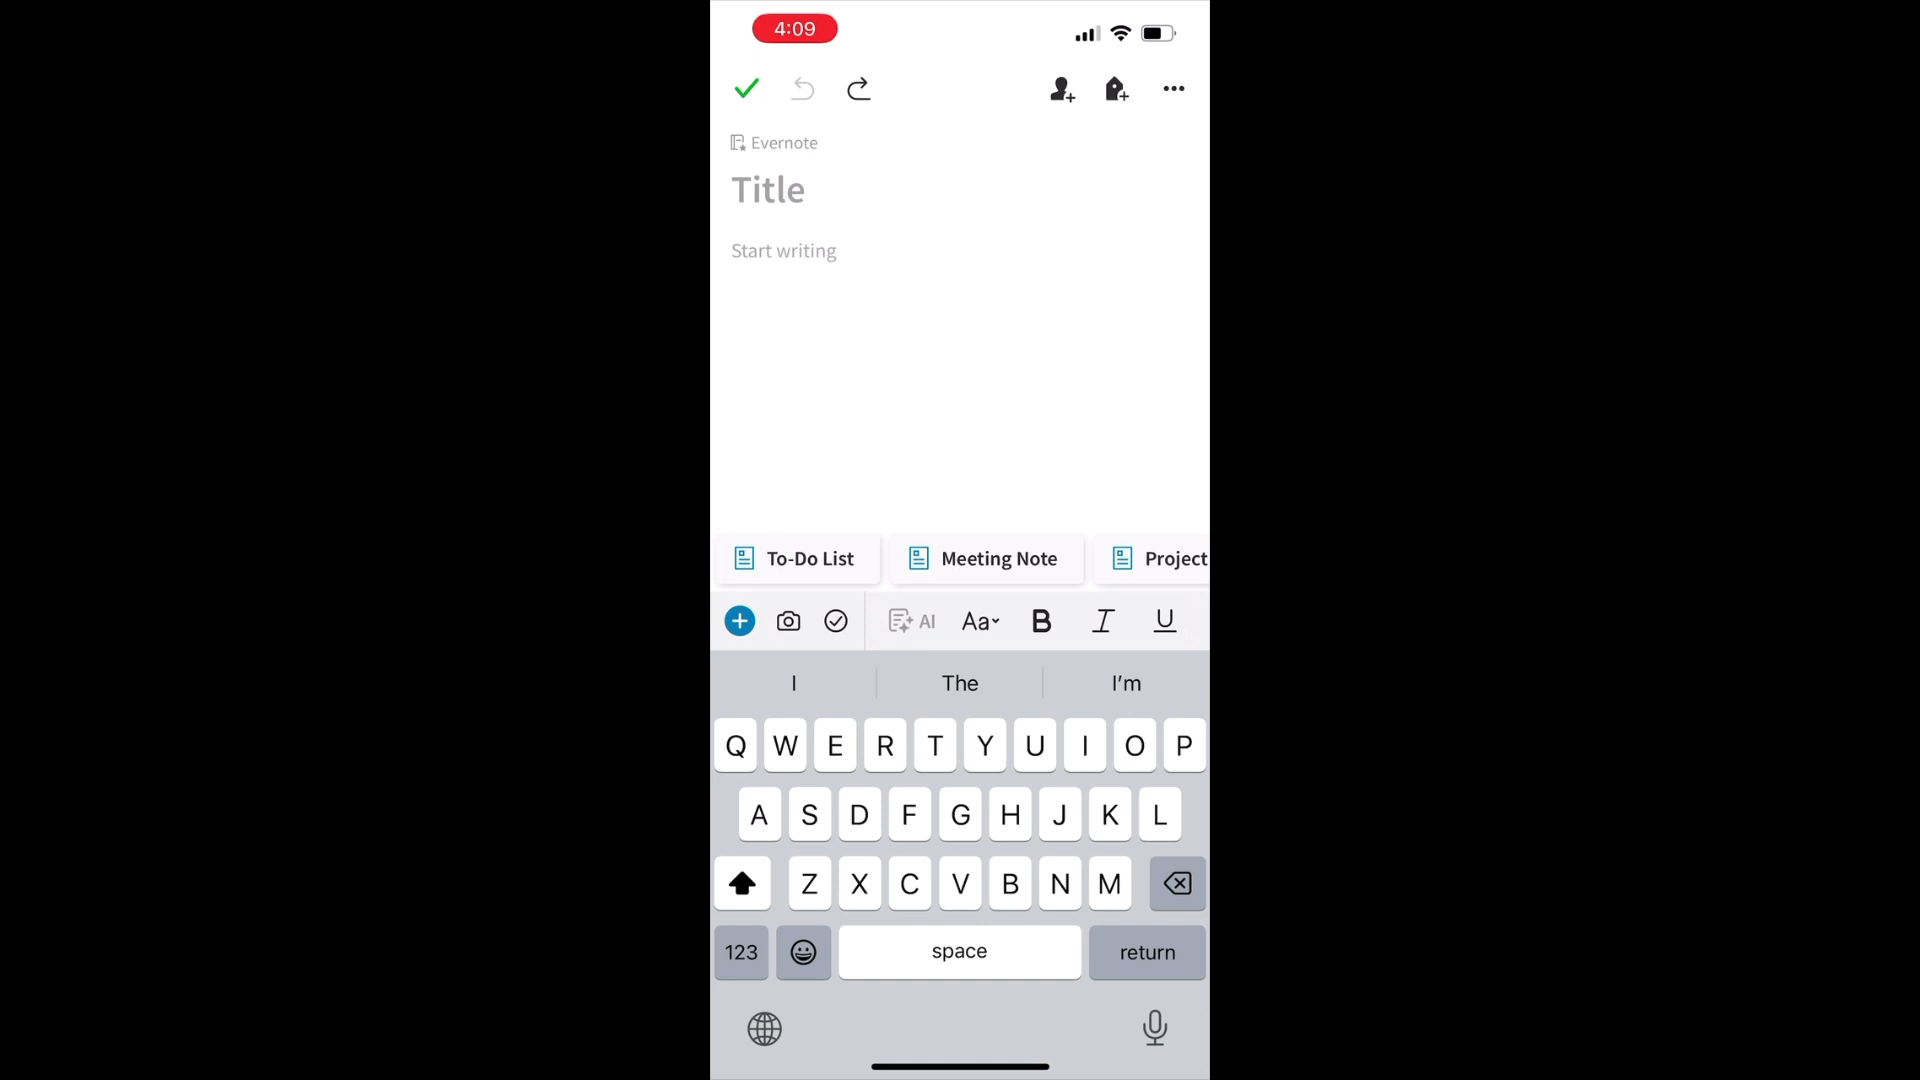 4:09
Evernote
Title
Start writing
To-Do List Meeting Note Project
AI Aa B I U
I The I'm
Q W E R T Y U I O P
A S D F G H J K L
Z X C V B N M
123 space return